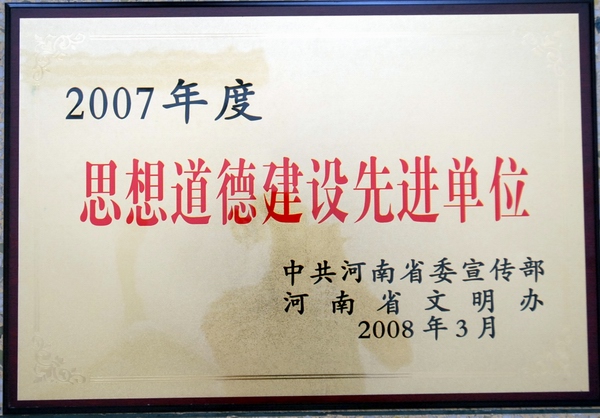 2007年度
思想道德建设先进单位
中共河南省委宣传部
河南省文明办
2008年3月